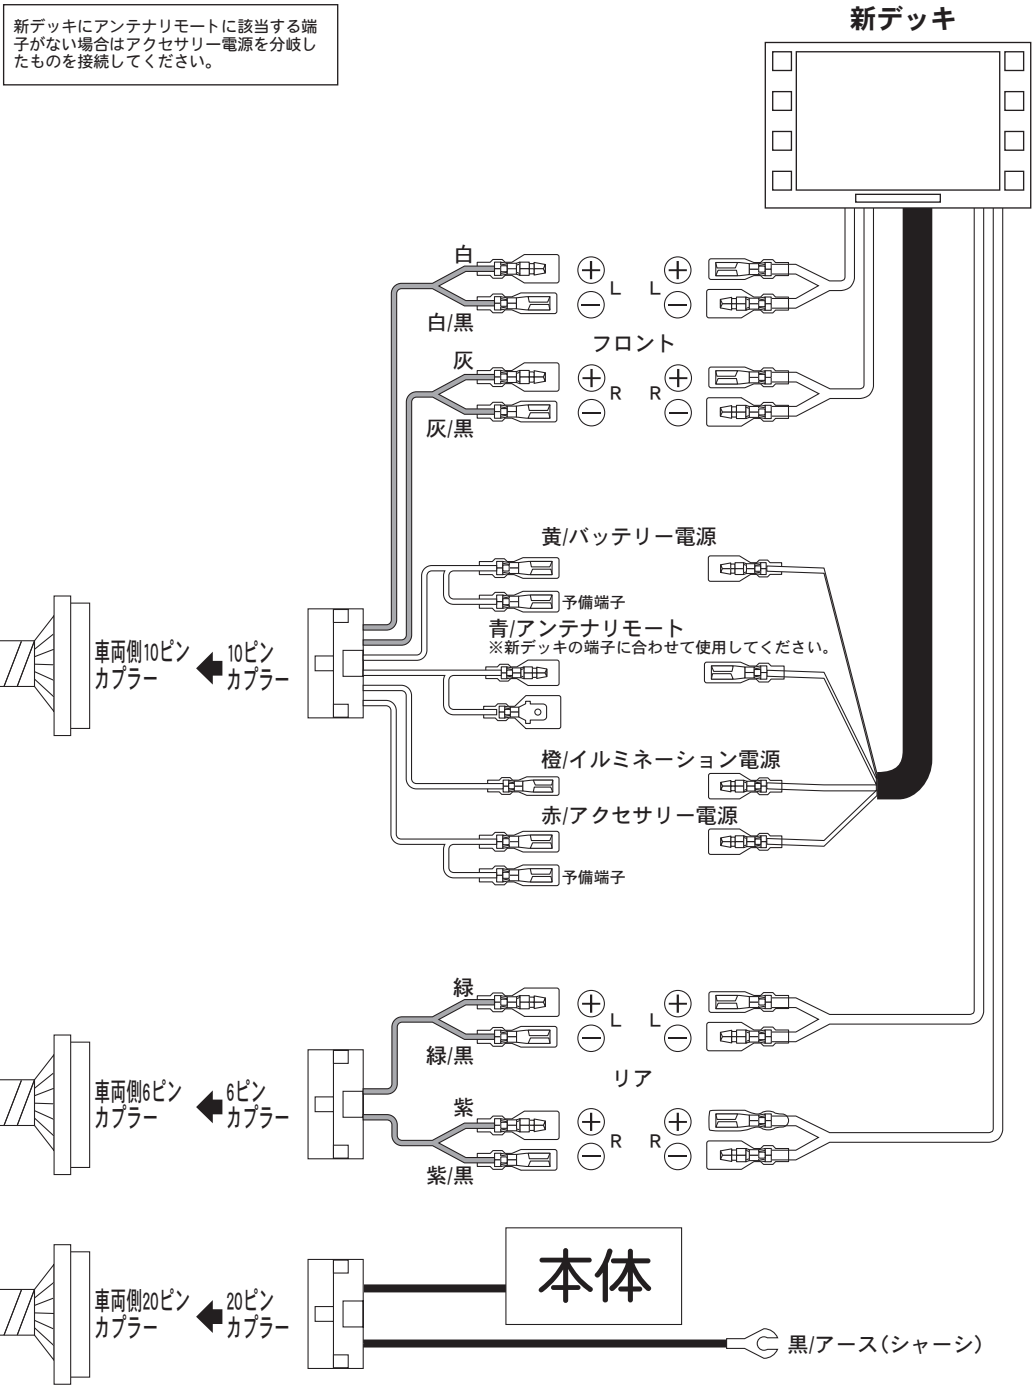 新デッキにアンテナリモートに該当する端
子がない場合はアクセサリー電源を分岐し
たものを接続してください。
新デッキ
白
L L
白/黒
フロント
灰
R R
灰/黒
黄/バッテリー電源
予備端子
青/アンテナリモート
※新デッキの端子に合わせて使用してください。
車両側10ピン
カプラー
10ピン
カプラー
橙/イルミネーション電源
赤/アクセサリー電源
予備端子
緑
L L
緑/黒
リア
車両側6ピン
カプラー
6ピン
カプラー
紫
R R
紫/黒
本体
車両側20ピン
カプラー
20ピン
カプラー
黒/アース(シャーシ)